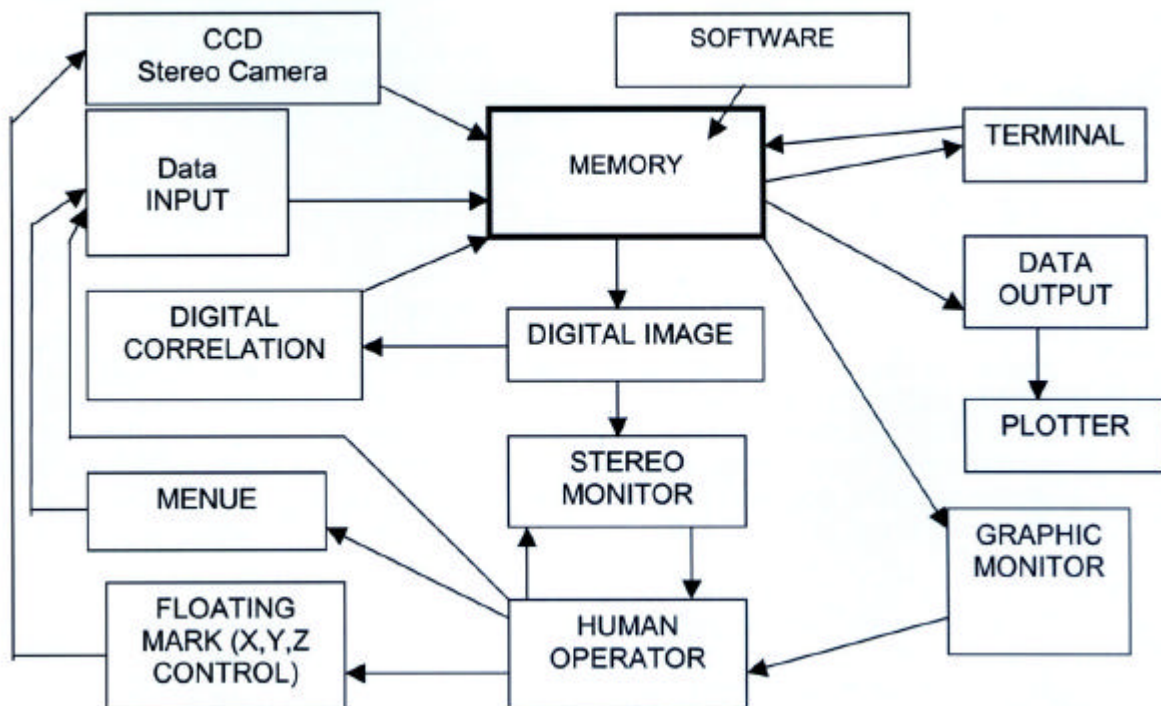 CCD
Stereo Camera
SOFTWARE
Data
INPUT
MEMORY
TERMINAL
DATA
OUTPUT
DIGITAL
CORRELATION
DIGITAL IMAGE
PLOTTER
STEREO
MONITOR
MENUE
GRAPHIC
MONITOR
FLOATING
MARK (X,Y,Z
CONTROL)
HUMAN
OPERATOR